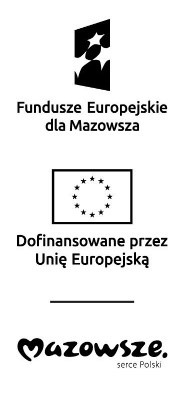 Fundusze Europejskie
dla Mazowsza
Dofinansowane przez
Unię Europejską
Mazowsze.
serce Polski